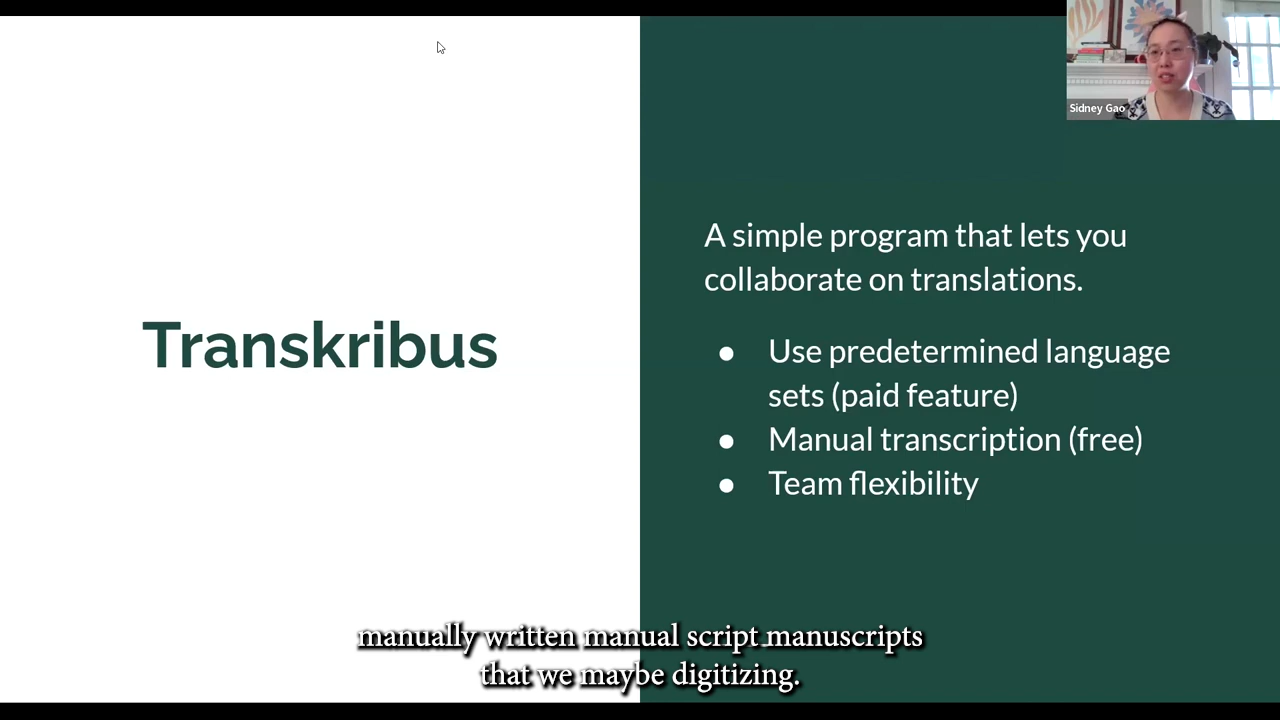 Sidney Gao
Transkribus
A simple program that lets you
collaborate on translations.
● Use predetermined language
sets (paid feature)
● Manual transcription (free)
● Team flexibility
manually written manual script manuscripts
that we maybe digitizing.